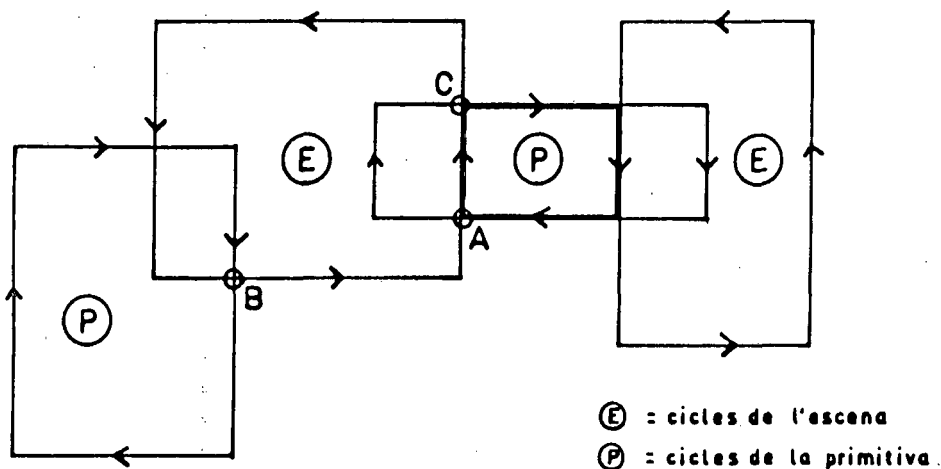 C
E
P
E
A
B
P
E = cicles de l'escena
P = cicles de la primitiva